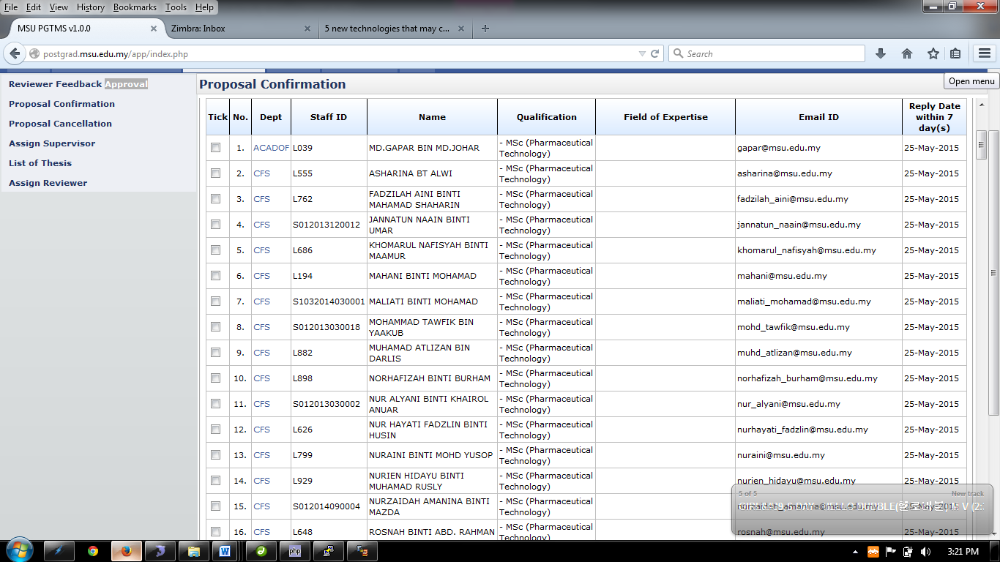 File Edit View History Bookmarks Tools Help
MSU PGTMS v1.0.0
Zimbra: Inbox
5 new technologies that may c...
postgrad.msu.edu.my/app/index.php
Search
Open menu
Reviewer Feedback Approval
Proposal Confirmation
Proposal Cancellation
Assign Supervisor
List of Thesis
Assign Reviewer
Proposal Confirmation
Tick No. Dept Staff ID Name Qualification Field of Expertise Email ID Reply Date within 7 day(s)
1. ACADOF L039 MD.GAPAR BIN MD.JOHAR - MSc (Pharmaceutical Technology) gapar@msu.edu.my 25-May-2015
2. CFS L555 ASHARINA BT ALWI - MSc (Pharmaceutical Technology) asharina@msu.edu.my 25-May-2015
3. CFS L762 FADZILAH AINI BINTI MAHAMAD SHAHARIN - MSc (Pharmaceutical Technology) fadzilah_aini@msu.edu.my 25-May-2015
4. CFS S012013120012 JANNATUN NAAIN BINTI UMAR - MSc (Pharmaceutical Technology) jannatun_naain@msu.edu.my 25-May-2015
5. CFS L686 KHOMARUL NAFISYAH BINTI MAAMUR - MSc (Pharmaceutical Technology) khomarul_nafisyah@msu.edu.my 25-May-2015
6. CFS L194 MAHANI BINTI MOHAMAD - MSc (Pharmaceutical Technology) mahani@msu.edu.my 25-May-2015
7. CFS S1032014030001 MALIATI BINTI MOHAMAD - MSc (Pharmaceutical Technology) maliati_mohamad@msu.edu.my 25-May-2015
8. CFS S012013030018 MOHAMMAD TAWFIK BIN YAAKUB - MSc (Pharmaceutical Technology) mohd_tawfik@msu.edu.my 25-May-2015
9. CFS L882 MUHAMAD ATLIZAN BIN DARLIS - MSc (Pharmaceutical Technology) muhd_atlizan@msu.edu.my 25-May-2015
10. CFS L898 NORHAFIZAH BINTI BURHAM - MSc (Pharmaceutical Technology) norhafizah_burham@msu.edu.my 25-May-2015
11. CFS S012013030002 NUR ALYANI BINTI KHAIROL ANUAR - MSc (Pharmaceutical Technology) nur_alyani@msu.edu.my 25-May-2015
12. CFS L626 NUR HAYATI FADZLIN BINTI HUSIN - MSc (Pharmaceutical Technology) nurhayati_fadzlin@msu.edu.my 25-May-2015
13. CFS L799 NURAINI BINTI MOHD YUSOP - MSc (Pharmaceutical Technology) nuraini@msu.edu.my 25-May-2015
14. CFS L929 NURIEN HIDAYU BINTI MUHAMAD RUSLY - MSc (Pharmaceutical Technology) nurien_hidayu@msu.edu.my 25-May-2015
15. CFS S012014090004 NURZAIDAH AMANINA BINTI MAZDA - MSc (Pharmaceutical Technology) 25-May-2015
16. CFS L648 ROSNAH BINTI ABD. RAHMAN - MSc (Pharmaceutical Technology) rosnah@msu.edu.my 25-May-2015
5 of 5 New track
3:21 PM